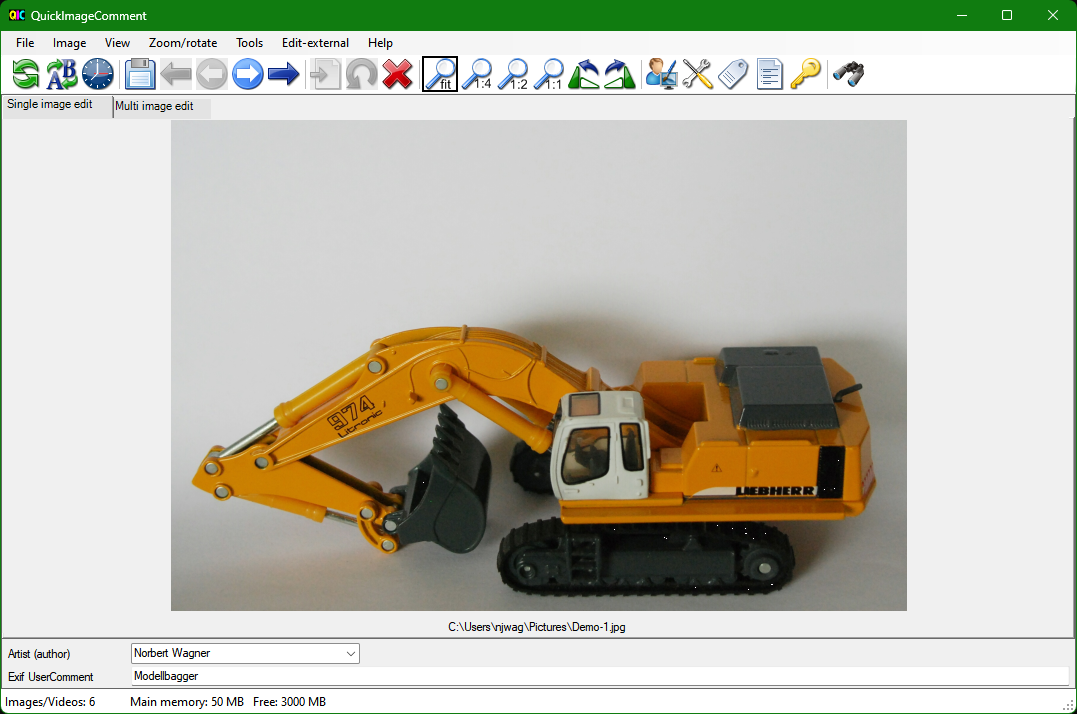 QIC QuickImageComment
File Image View Zoom/rotate Tools Edit-external Help
AB fit 1:4 1:2 1:1
Single image edit Multi image edit
974
Litronic
LIEBHERR
C:\Users\njwag\Pictures\Demo-1.jpg
Artist (author) Norbert Wagner
Exif UserComment Modellbagger
Images/Videos: 6 Main memory: 50 MB Free: 3000 MB